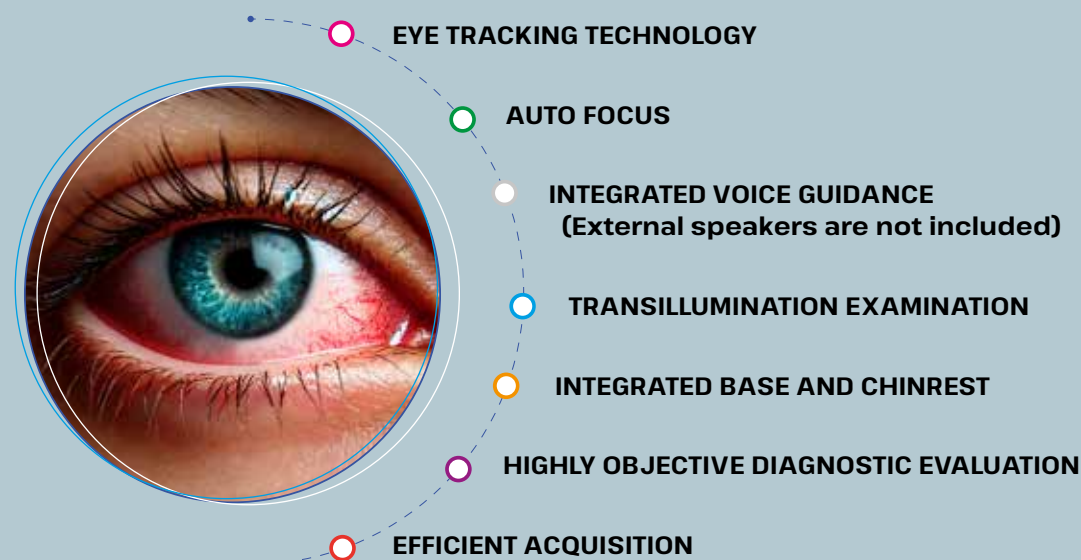 EYE TRACKING TECHNOLOGY
AUTO FOCUS
INTEGRATED VOICE GUIDANCE
(External speakers are not included)
TRANSILLUMINATION EXAMINATION
INTEGRATED BASE AND CHINREST
HIGHLY OBJECTIVE DIAGNOSTIC EVALUATION
EFFICIENT ACQUISITION